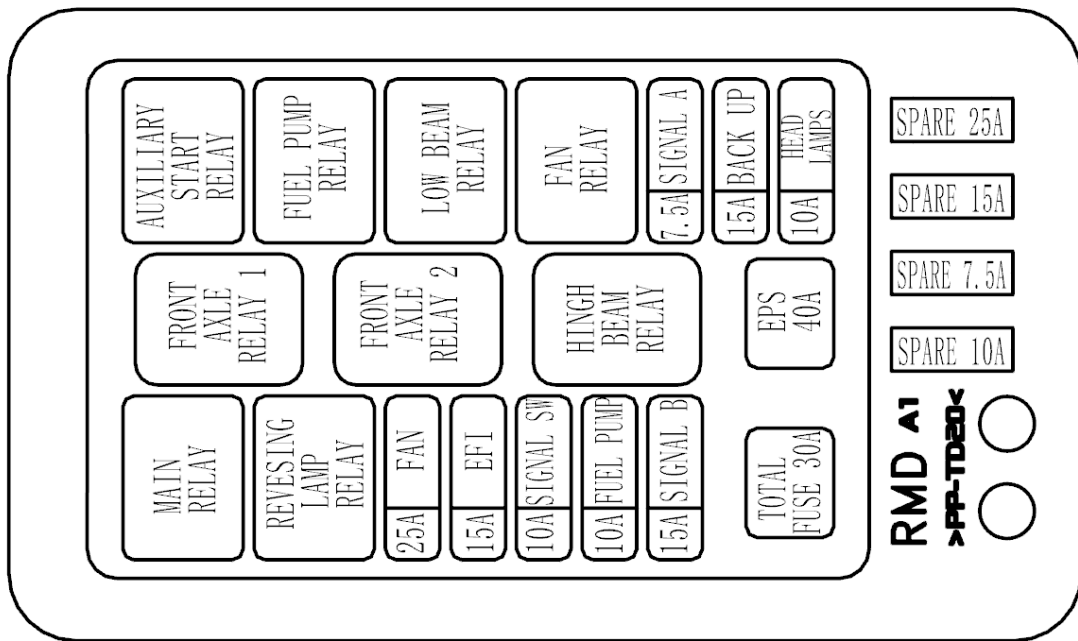 AUXILIARY
START
RELAY
FUEL PUMP
RELAY
LOW BEAM
RELAY
FAN
RELAY
7.5A SIGNAL A
15A BACK UP
10A HEAD
LAMPS
FRONT
AXLE
RELAY 1
FRONT
AXLE
RELAY 2
HINGH
BEAM
RELAY
EPS
40A
MAIN
RELAY
REVESING
LAMP
RELAY
25A FAN
15A EFI
10A SIGNAL SW
10A FUEL PUMP
15A SIGNAL B
TOTAL
FUSE 30A
SPARE 25A
SPARE 15A
SPARE 7.5A
SPARE 10A
RMD A1
>PP-TD20<